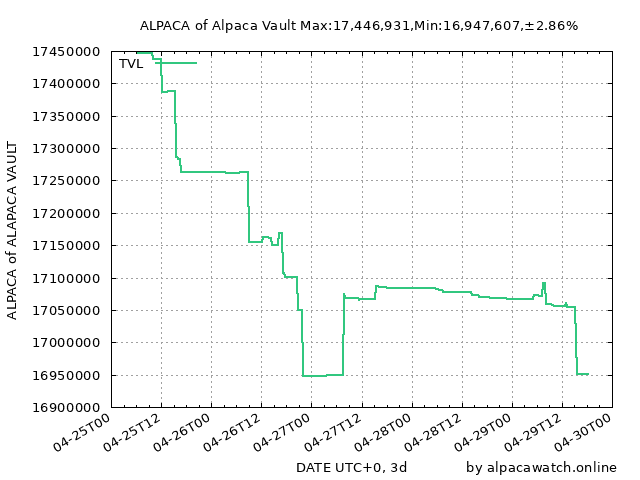 ALPACA of Alpaca Vault Max:17,446,931,Min:16,947,607,±2.86%
17450000
TVL
17400000
17350000
17300000
17250000
17200000
17150000
17100000
17050000
17000000
16950000
16900000
ALPACA of ALAPACA VAULT
04-25T00
04-25T12
04-26T00
04-26T12
04-27T00
04-27T12
04-28T00
04-28T12
04-29T00
04-29T12
04-30T00
DATE UTC+0, 3d
by alpacawatch.online